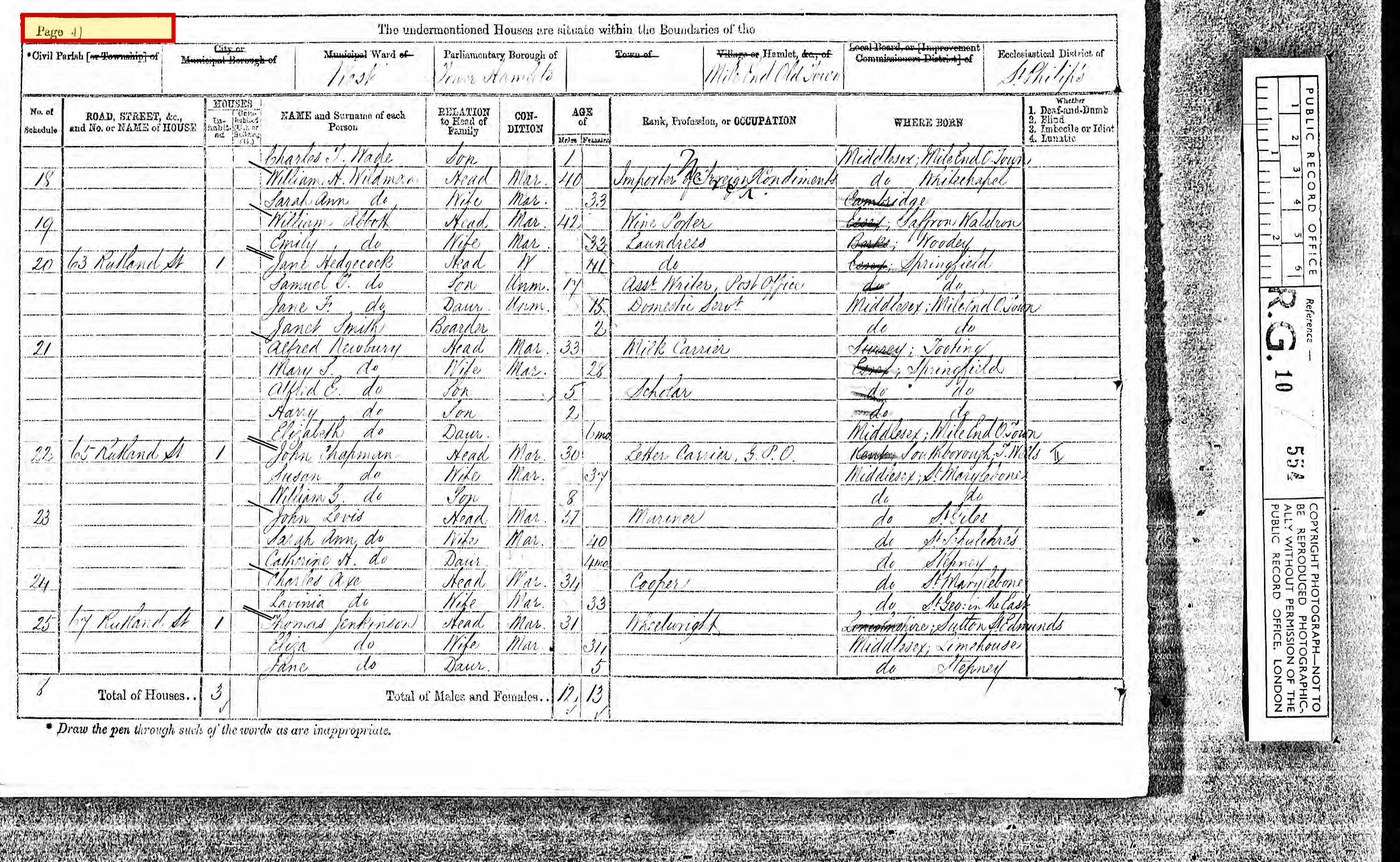 Page 4]
The undermentioned Houses are situate within the Boundaries of the
*Civil Parish [or Township] of
City or Municipal Borough of
Municipal Ward of
Parliamentary Borough of
Tower Hamlets
Town of
Village or Hamlet, &c., of
Mile End Old Town
Local Board, or [Improvement Commissioners District] of
Ecclesiastical District of
St Philip's
No. of Schedule ROAD, STREET, &c., and No. or NAME of HOUSE HOUSES Inhabited Uninhabited (U.), or Building (B.) NAME and Surname of each Person RELATION to Head of Family CONDITION AGE of Males Females Rank, Profession, or OCCUPATION WHERE BORN Whether 1. Deaf-and-Dumb 2. Blind 3. Imbecile or Idiot 4. Lunatic
Charles T. Wade Son 1 Middlesex; Mile End O. Town
18 William H. Wildman Head Mar. 40 Importer of Foreign Condiments do Whitechapel
Sarah Ann do Wife Mar. 33 Cambridge
19 William Abbott Head Mar. 42 Wine Porter Essex; Saffron Waldron
Emily do Wife Mar. 33 Laundress Berks;
20 63 Rutland St 1 Jane Hedgecock Head W 41 do Essex; Springfield
Samuel T. do Son Unm. 17 Asst Writer, Post Office do do
Jane F. do Daur. Unm. 15 Domestic Servt Middlesex; Mile End O. Town
Janet Smith Boarder 2 do do
21 Alfred Newbury Head Mar. 33 Milk Carrier Surrey; Tooting
Mary T. do Wife Mar. 28 Essex; Springfield
Alfred E. do Son 5 Scholar do do
Harry do Son 2 do do
Elizabeth do Daur. 6mo Middlesex; Mile End O. Town
22 65 Rutland St 1 John Chapman Head Mar. 30 Letter Carrier, G. P. O. Kent; Southborough, T. Wells
Susan do Wife Mar. 37 Middlesex; St Marylebone
William G. do Son 8 do do
23 John Levis Head Mar. 37 Mariner do St Giles
Sarah Ann do Wife Mar. 40 do St Sepulchre's
Catherine A. do Daur. 4mo do Stepney
24 Charles Axe Head Mar. 34 Cooper do St Marylebone
Lavinia do Wife Mar. 33 do St Geo: in the East
25 67 Rutland St 1 Thomas Jenkinson Head Mar. 31 Wheelwright Lincolnshire; Sutton St Edmunds
Eliza do Wife Mar. 34 Middlesex; Limehouse
Jane do Daur. 5 do Stepney
8 Total of Houses.. 3 Total of Males and Females.. 12 13
* Draw the pen through such of the words as are inappropriate.
PUBLIC RECORD OFFICE
1 2 3 4 5 6
1 2
Reference —
R.G. 10 554
COPYRIGHT PHOTOGRAPH—NOT TO
BE REPRODUCED PHOTOGRAPHIC-
ALLY WITHOUT PERMISSION OF THE
PUBLIC RECORD OFFICE, LONDON